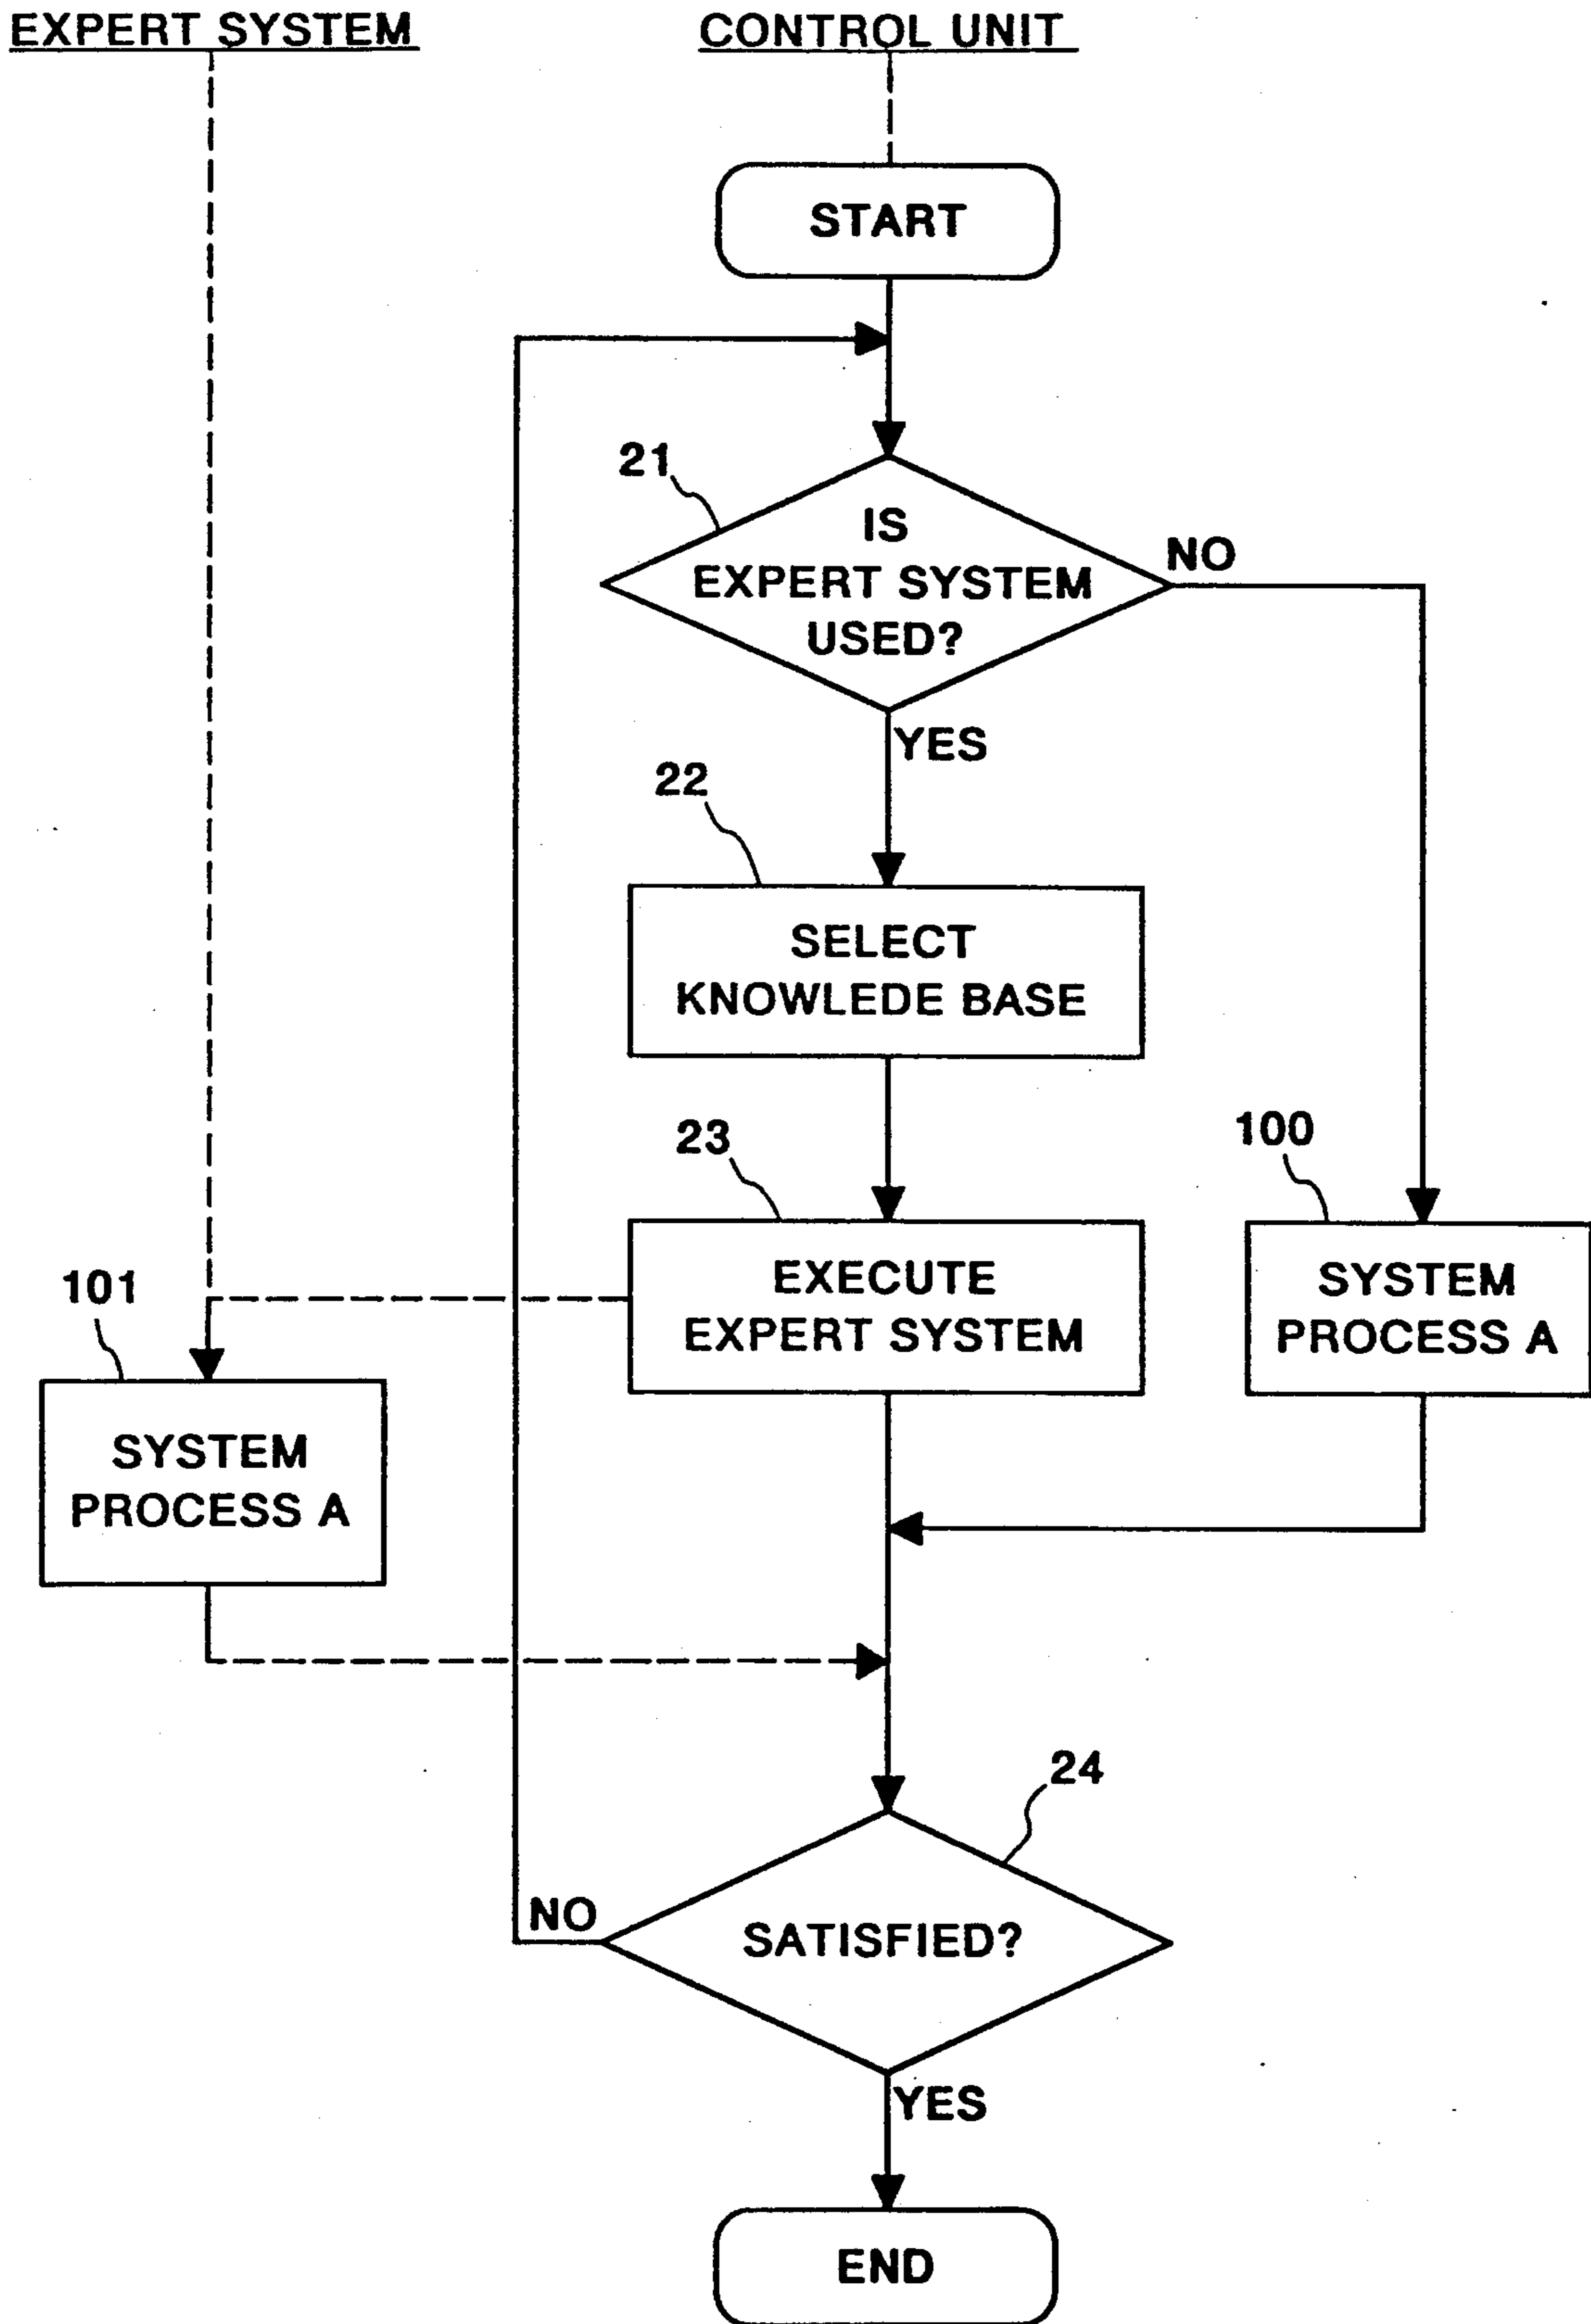 EXPERT SYSTEM
CONTROL UNIT
START
21
IS
EXPERT SYSTEM
USED?
NO
YES
22
SELECT
KNOWLEDE BASE
23
EXECUTE
EXPERT SYSTEM
100
SYSTEM
PROCESS A
101
SYSTEM
PROCESS A
24
SATISFIED?
NO
YES
END